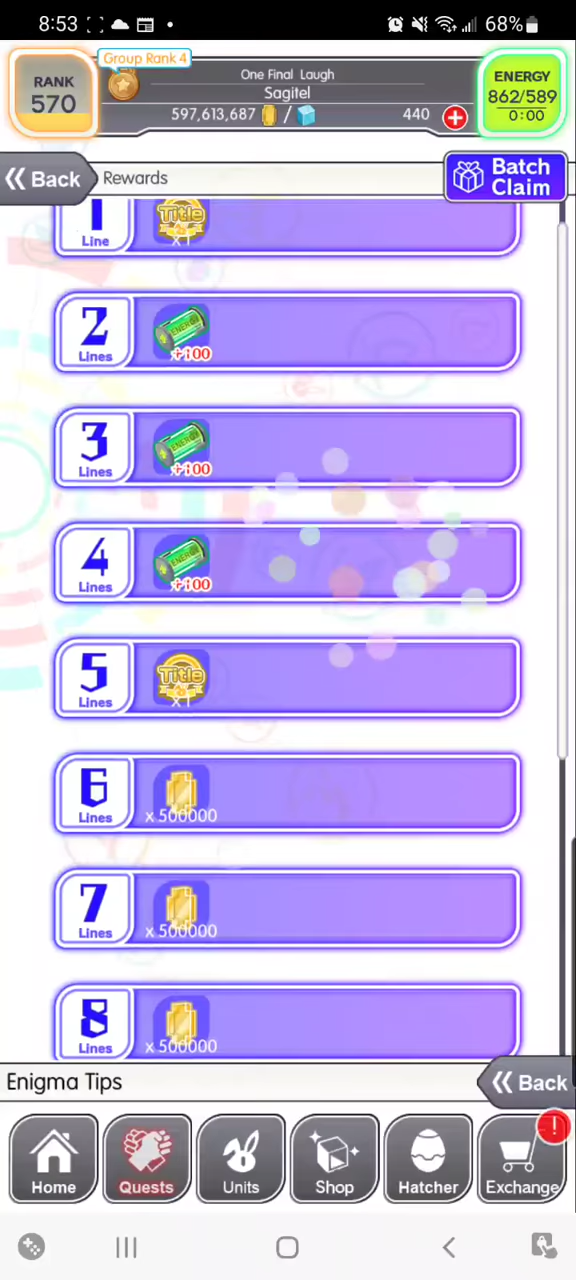 8:53
68%
Group Rank 4
RANK
570
One Final Laugh
Sagitel
597,613,687 /
440
ENERGY
862/589
0:00
Back
Rewards
Batch
Claim
1
Line
Title
x1
2
Lines
ENERGY
+100
3
Lines
ENERGY
+100
4
Lines
ENERGY
+100
5
Lines
Title
x1
6
Lines
x 500000
7
Lines
x 500000
8
Lines
x 500000
Enigma Tips
Back
Home
Quests
Units
Shop
Hatcher
!
Exchange